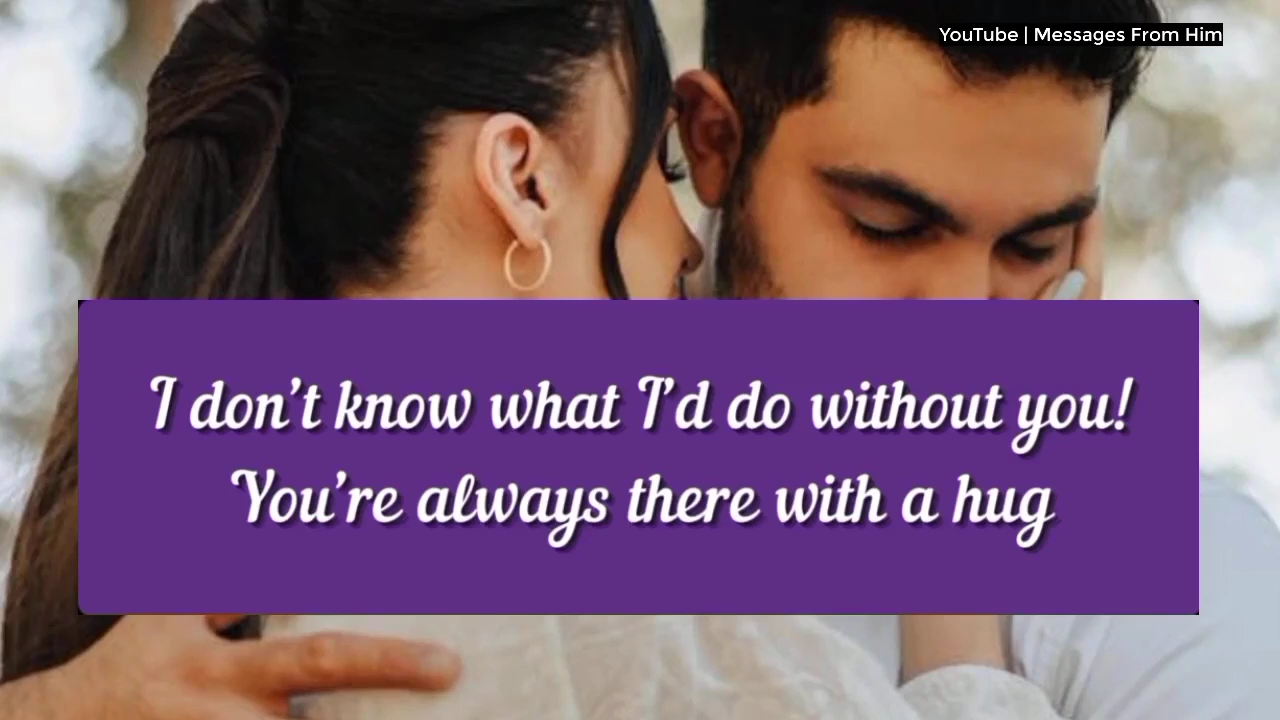 YouTube | Messages From Him
I don't know what I'd do without you!
You're always there with a hug